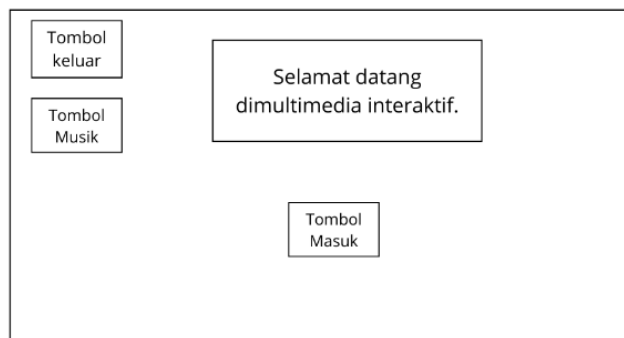 Tombol
keluar
Selamat datang
dimultimedia interaktif.
Tombol
Musik
Tombol
Masuk